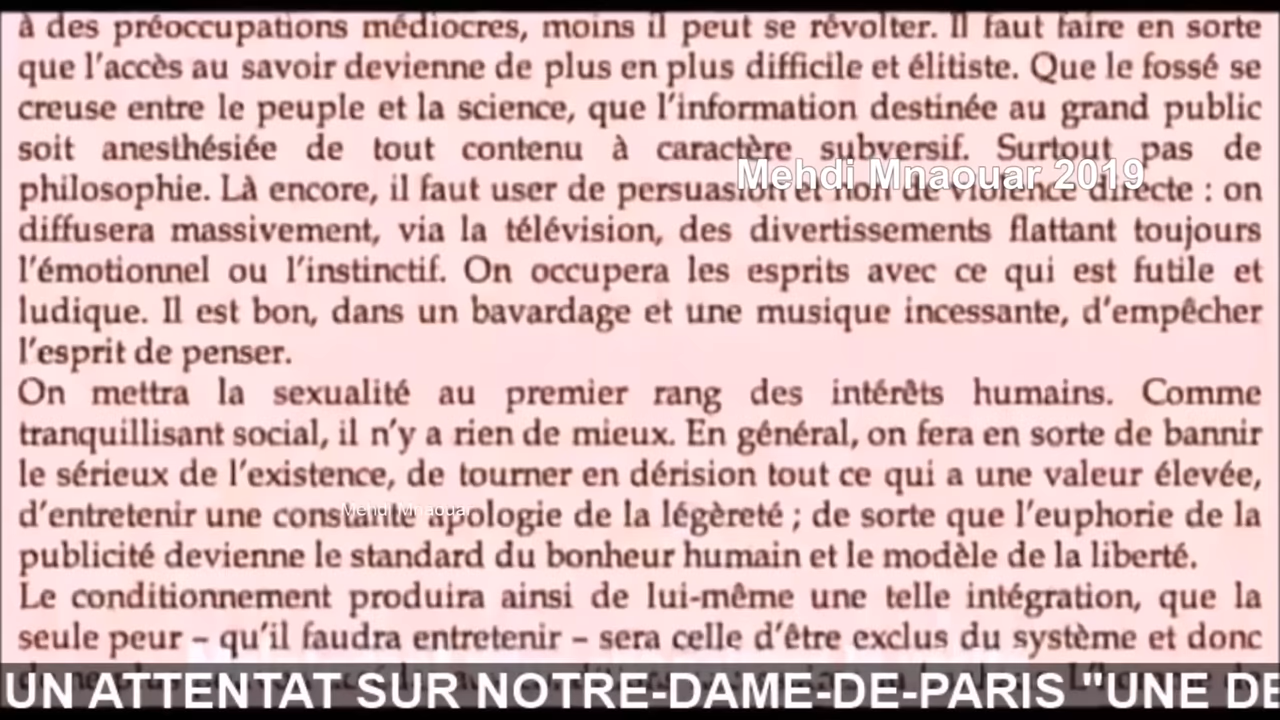 à des préoccupations médiocres, moins il peut se révolter. Il faut faire en sorte
que l'accès au savoir devienne de plus en plus difficile et élitiste. Que le fossé se
creuse entre le peuple et la science, que l'information destinée au grand public
soit anesthésiée de tout contenu à caractère subversif. Surtout pas de
Mehdi Mnaouar 2019
philosophie. Là encore, il faut user de persuasion et non de violence directe : on
diffusera massivement, via la télévision, des divertissements flattant toujours
l'émotionnel ou l'instinctif. On occupera les esprits avec ce qui est futile et
ludique. Il est bon, dans un bavardage et une musique incessante, d'empêcher
l'esprit de penser.
On mettra la sexualité au premier rang des intérêts humains. Comme
tranquillisant social, il n'y a rien de mieux. En général, on fera en sorte de bannir
le sérieux de l'existence, de tourner en dérision tout ce qui a une valeur élevée,
Mehdi Mnaouar
d'entretenir une constante apologie de la légèreté ; de sorte que l'euphorie de la
publicité devienne le standard du bonheur humain et le modèle de la liberté.
Le conditionnement produira ainsi de lui-même une telle intégration, que la
seule peur – qu'il faudra entretenir – sera celle d'être exclus du système et donc
UN ATTENTAT SUR NOTRE-DAME-DE-PARIS "UNE DE